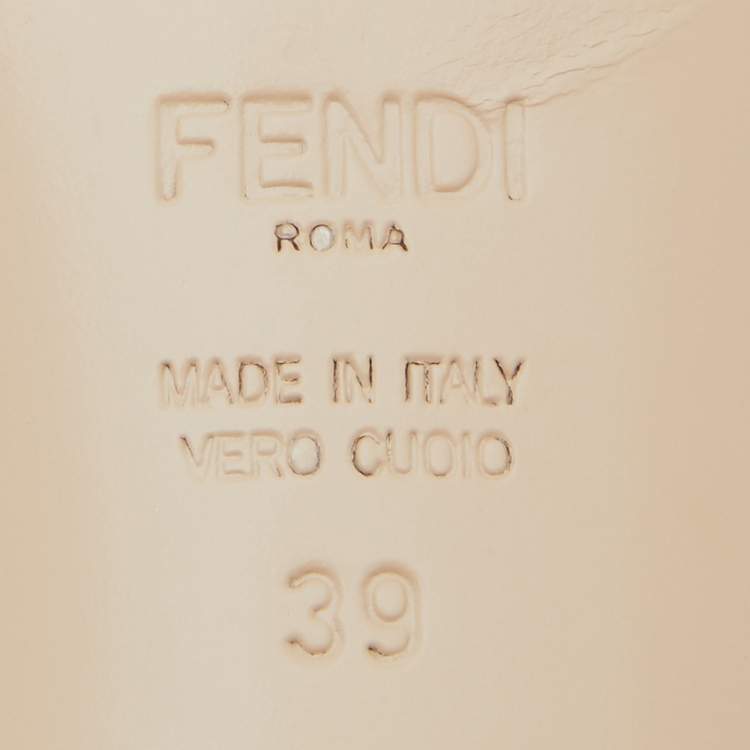 FENDI
ROMA
MADE IN ITALY
VERO CUOIO
39